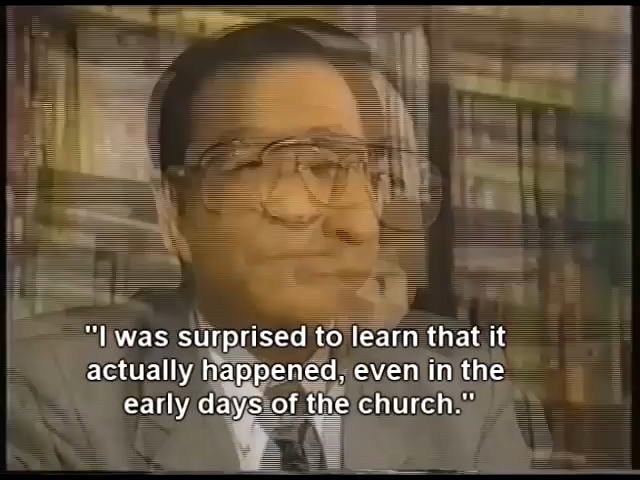 "I was surprised to learn that it
actually happened, even in the
early days of the church."